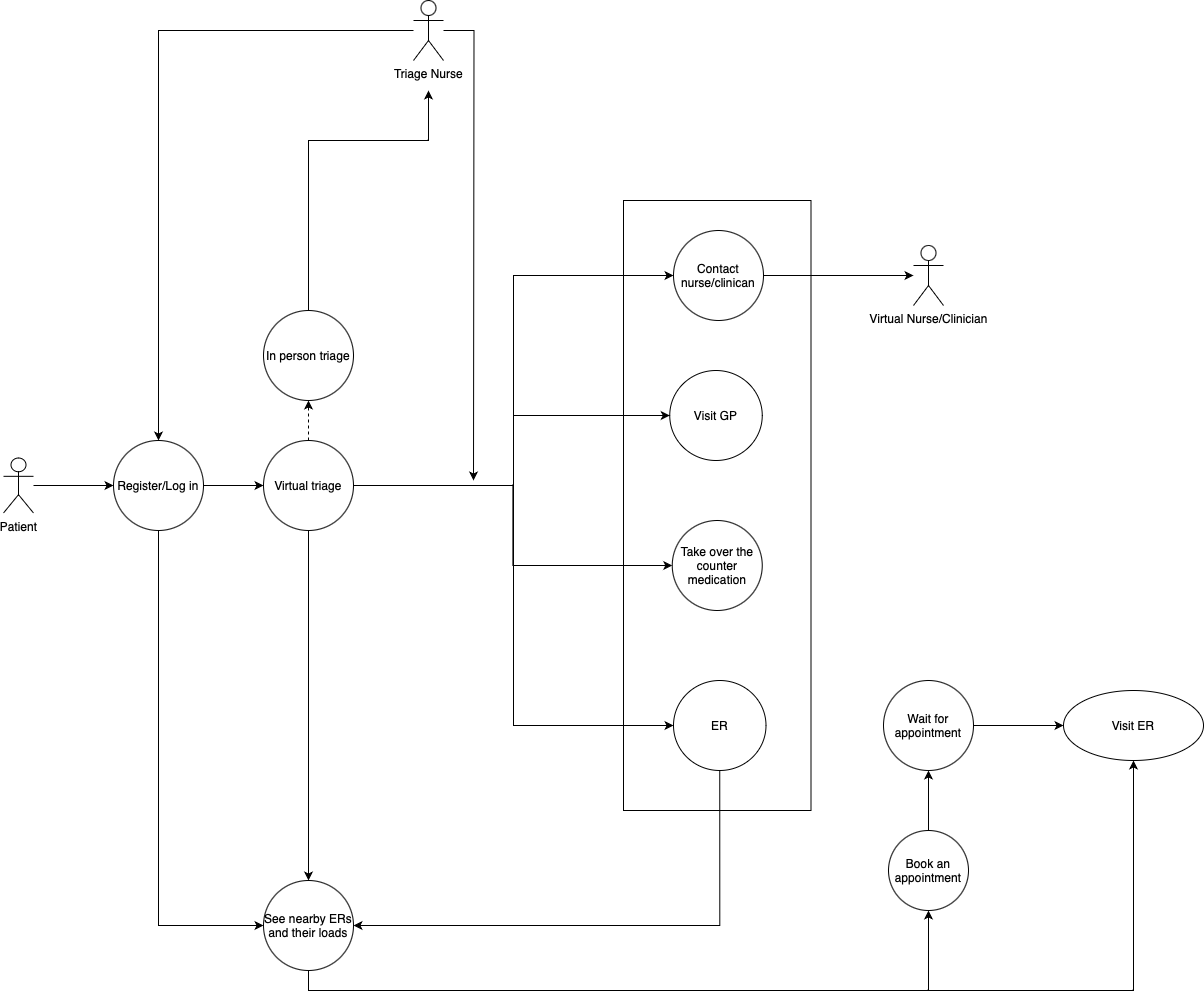 Triage Nurse
Contact
nurse/clinican
Virtual Nurse/Clinician
In person triage
Visit GP
Patient
Register/Log in
Virtual triage
Take over the
counter
medication
ER
Wait for
appointment
Visit ER
Book an
appointment
See nearby ERs
and their loads